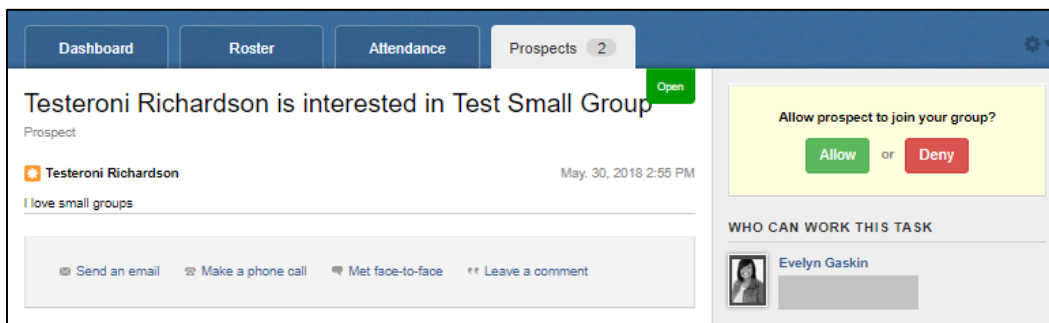 Dashboard
Roster
Attendance
Prospects 2
Open
Testeroni Richardson is interested in Test Small Group
Prospect
Testeroni Richardson
May. 30, 2018 2:55 PM
I love small groups
Send an email
Make a phone call
Met face-to-face
Leave a comment
Allow prospect to join your group?
Allow or Deny
WHO CAN WORK THIS TASK
Evelyn Gaskin